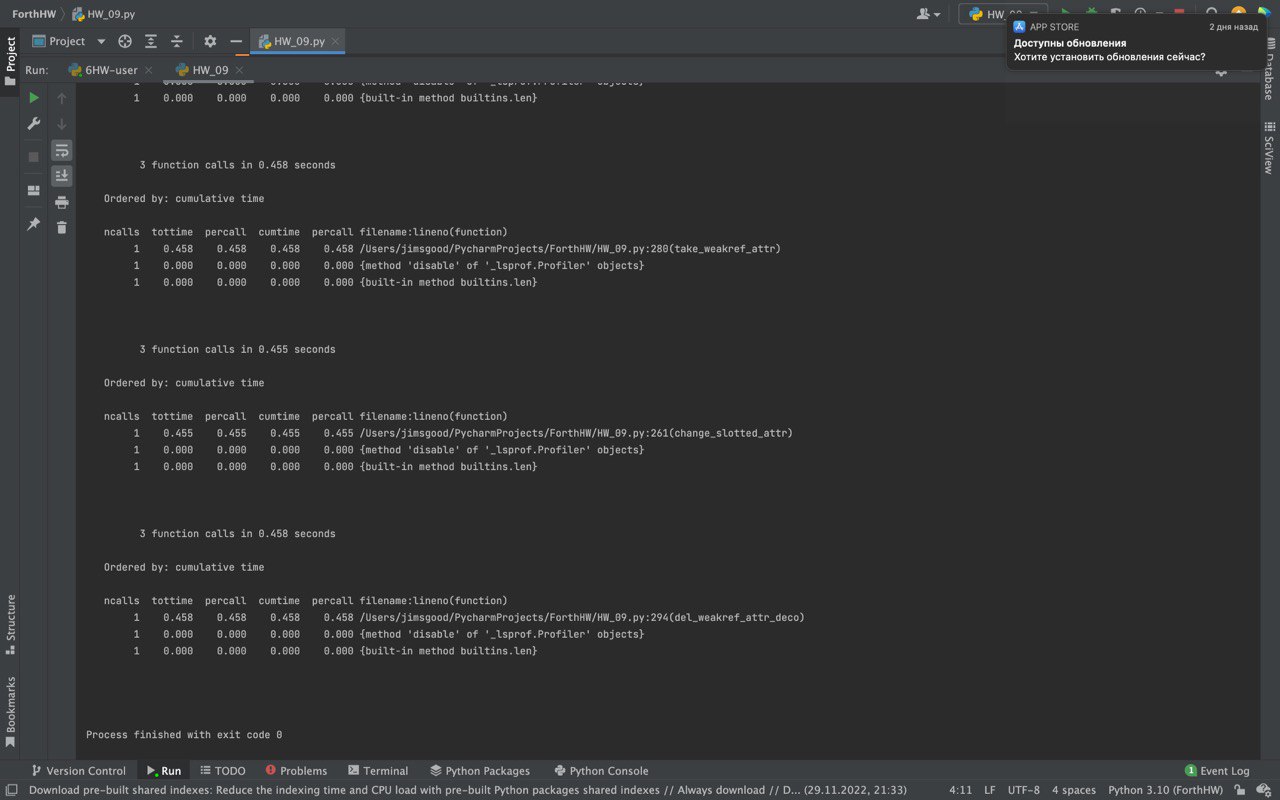 ForthHW
HW_09.py
Project
HW_09.py
APP STORE
2 дня назад
Доступны обновления
Хотите установить обновления сейчас?
Run:
6HW-user
HW_09
Project
Database
SciView
Structure
Bookmarks
1 0.000 0.000 0.000 0.000 {method 'disable' of '_lsprof.Profiler' objects}
1 0.000 0.000 0.000 0.000 {built-in method builtins.len}
3 function calls in 0.458 seconds
Ordered by: cumulative time
ncalls tottime percall cumtime percall filename:lineno(function)
1 0.458 0.458 0.458 0.458 /Users/jimsgood/PycharmProjects/ForthHW/HW_09.py:280(take_weakref_attr)
1 0.000 0.000 0.000 0.000 {method 'disable' of '_lsprof.Profiler' objects}
1 0.000 0.000 0.000 0.000 {built-in method builtins.len}
3 function calls in 0.455 seconds
Ordered by: cumulative time
ncalls tottime percall cumtime percall filename:lineno(function)
1 0.455 0.455 0.455 0.455 /Users/jimsgood/PycharmProjects/ForthHW/HW_09.py:261(change_slotted_attr)
1 0.000 0.000 0.000 0.000 {method 'disable' of '_lsprof.Profiler' objects}
1 0.000 0.000 0.000 0.000 {built-in method builtins.len}
3 function calls in 0.458 seconds
Ordered by: cumulative time
ncalls tottime percall cumtime percall filename:lineno(function)
1 0.458 0.458 0.458 0.458 /Users/jimsgood/PycharmProjects/ForthHW/HW_09.py:294(del_weakref_attr_deco)
1 0.000 0.000 0.000 0.000 {method 'disable' of '_lsprof.Profiler' objects}
1 0.000 0.000 0.000 0.000 {built-in method builtins.len}
Process finished with exit code 0
Version Control
Run
TODO
Problems
Terminal
Python Packages
Python Console
1 Event Log
Download pre-built shared indexes: Reduce the indexing time and CPU load with pre-built Python packages shared indexes // Always download // D... (29.11.2022, 21:33)
4:11 LF UTF-8 4 spaces Python 3.10 (ForthHW)